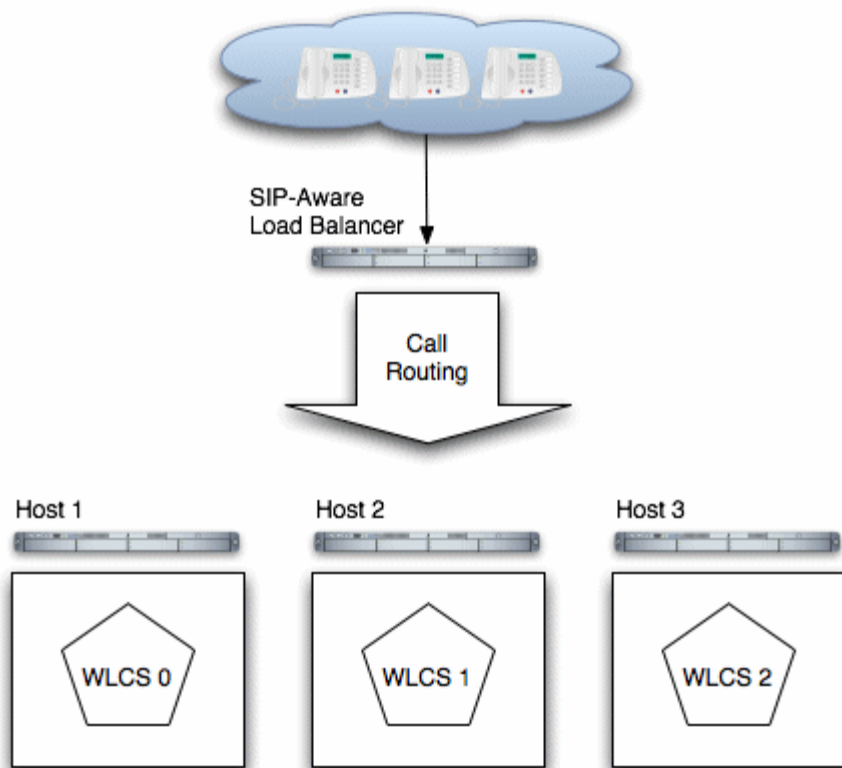 SIP-Aware
Load Balancer
Call
Routing
Host 1
Host 2
Host 3
WLCS 0
WLCS 1
WLCS 2